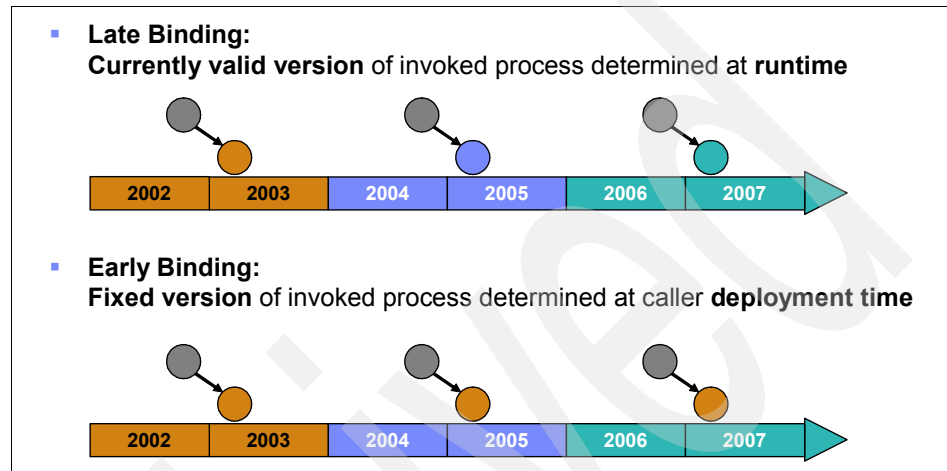 Late Binding:
Currently valid version of invoked process determined at runtime
2002 2003 2004 2005 2006 2007
Early Binding:
Fixed version of invoked process determined at caller deployment time
2002 2003 2004 2005 2006 2007
ived